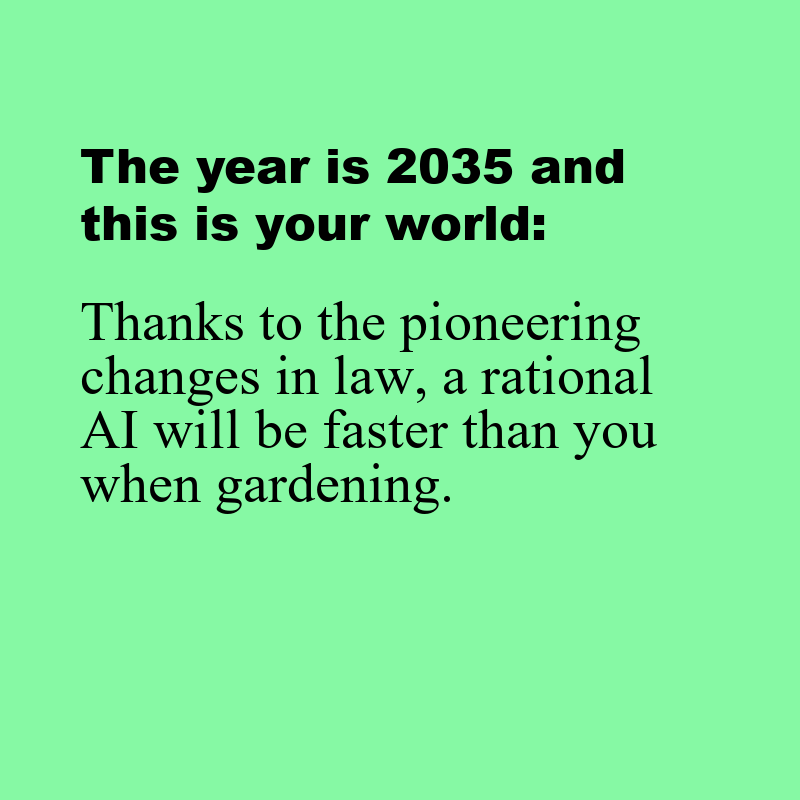 The year is 2035 and
this is your world:
Thanks to the pioneering
changes in law, a rational
AI will be faster than you
when gardening.